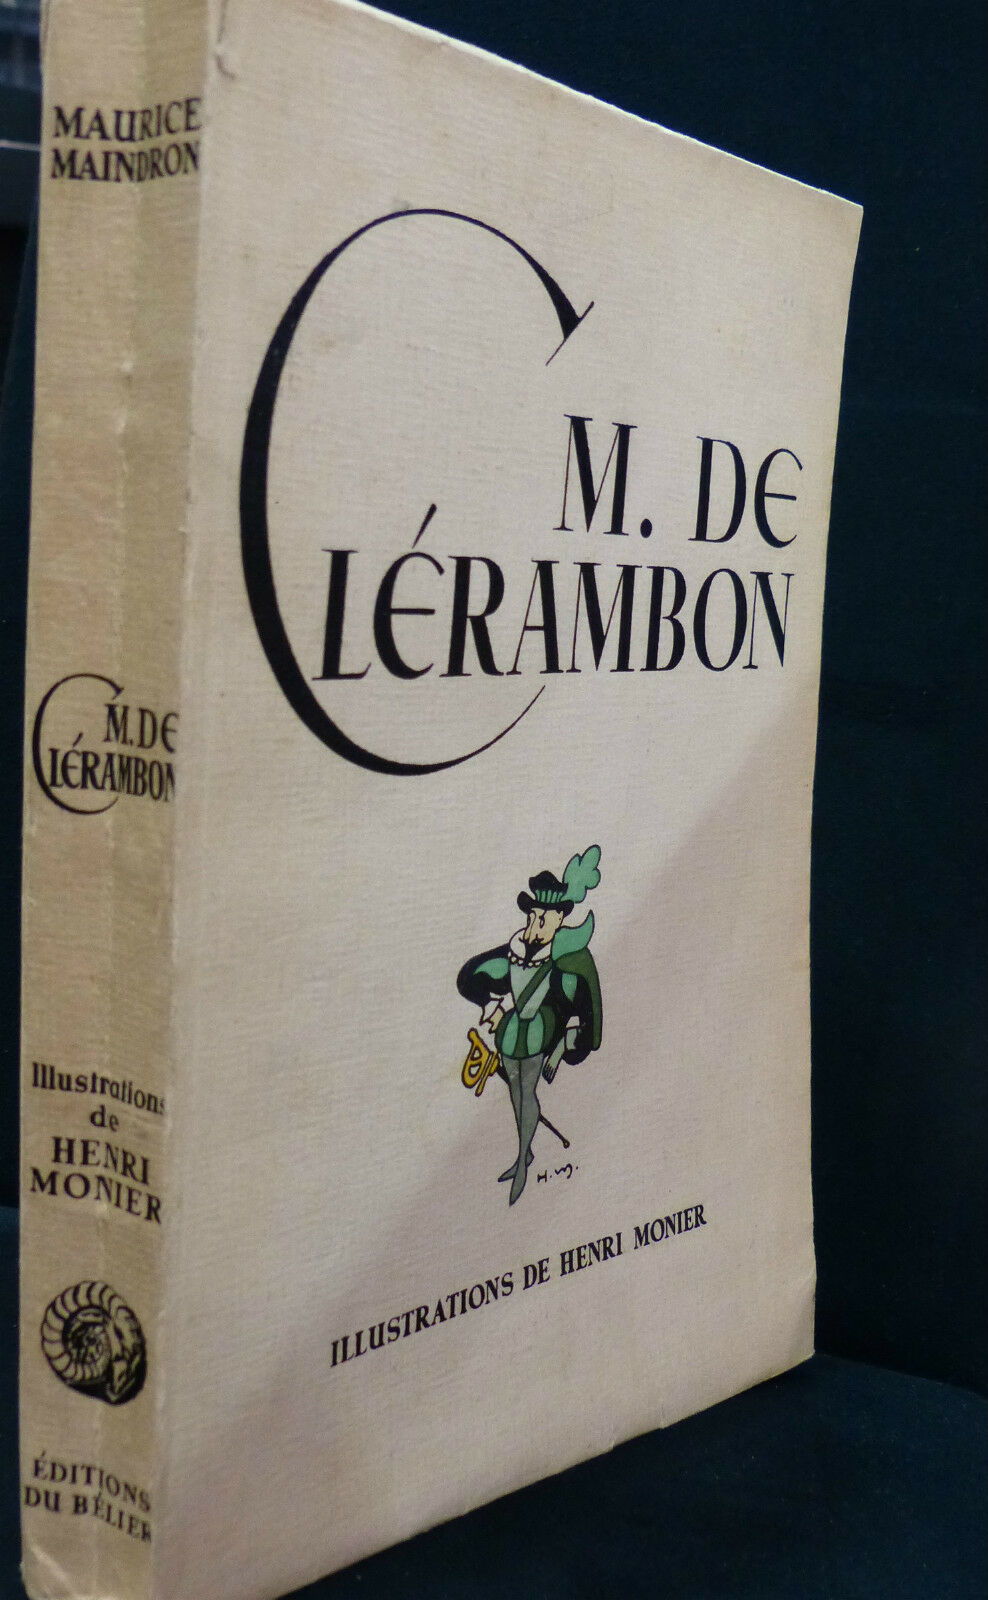 MAURICE
MAINDRON
M. DE
CLÉRAMBON
Illustrations
de
HENRI
MONIER
ÉDITIONS
DU BÉLIER
M. DE
CLÉRAMBON
H.M.
ILLUSTRATIONS DE HENRI MONIER